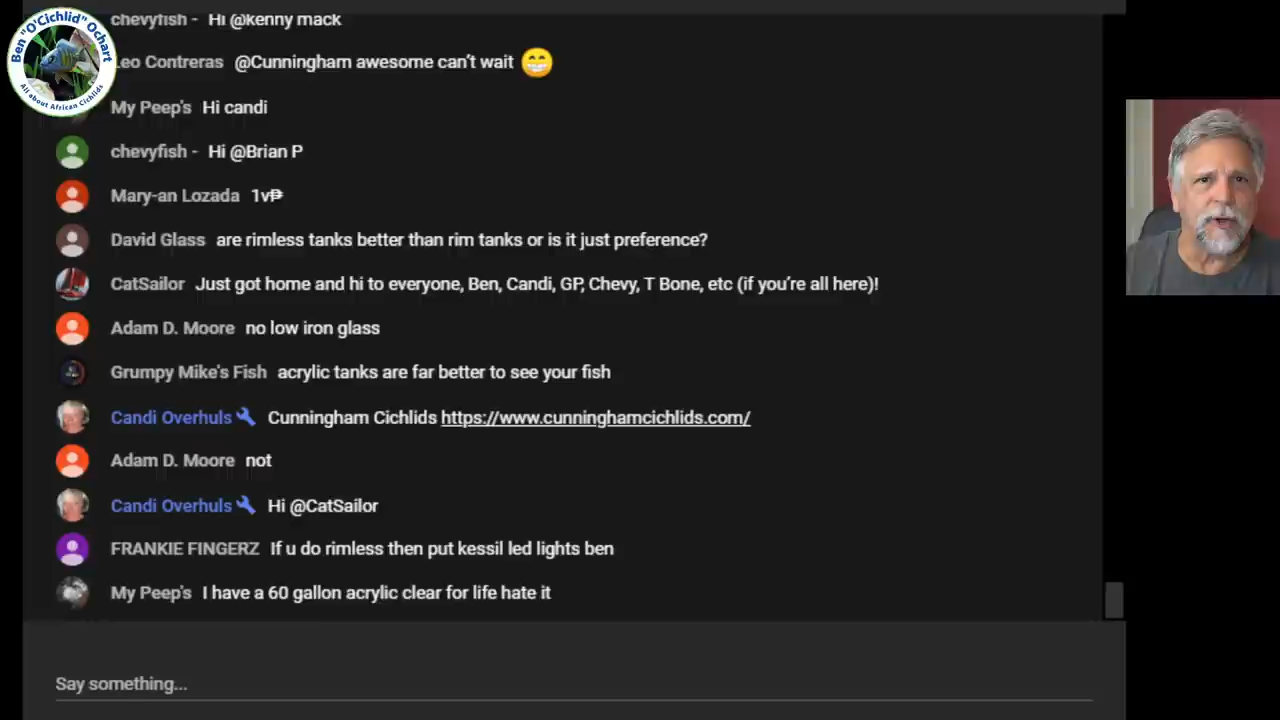 Ben "O'Cichlid" Ochart
All about African Cichlids
chevyfish - Hi @kenny mack
Leo Contreras @Cunningham awesome can't wait 😁
My Peep's Hi candi
chevyfish - Hi @Brian P
Mary-an Lozada 1v₱
David Glass are rimless tanks better than rim tanks or is it just preference?
CatSailor Just got home and hi to everyone, Ben, Candi, GP, Chevy, T Bone, etc (if you're all here)!
Adam D. Moore no low iron glass
Grumpy Mike's Fish acrylic tanks are far better to see your fish
Candi Overhuls Cunningham Cichlids https://www.cunninghamcichlids.com/
Adam D. Moore not
Candi Overhuls Hi @CatSailor
FRANKIE FINGERZ If u do rimless then put kessil led lights ben
My Peep's I have a 60 gallon acrylic clear for life hate it
Say something...